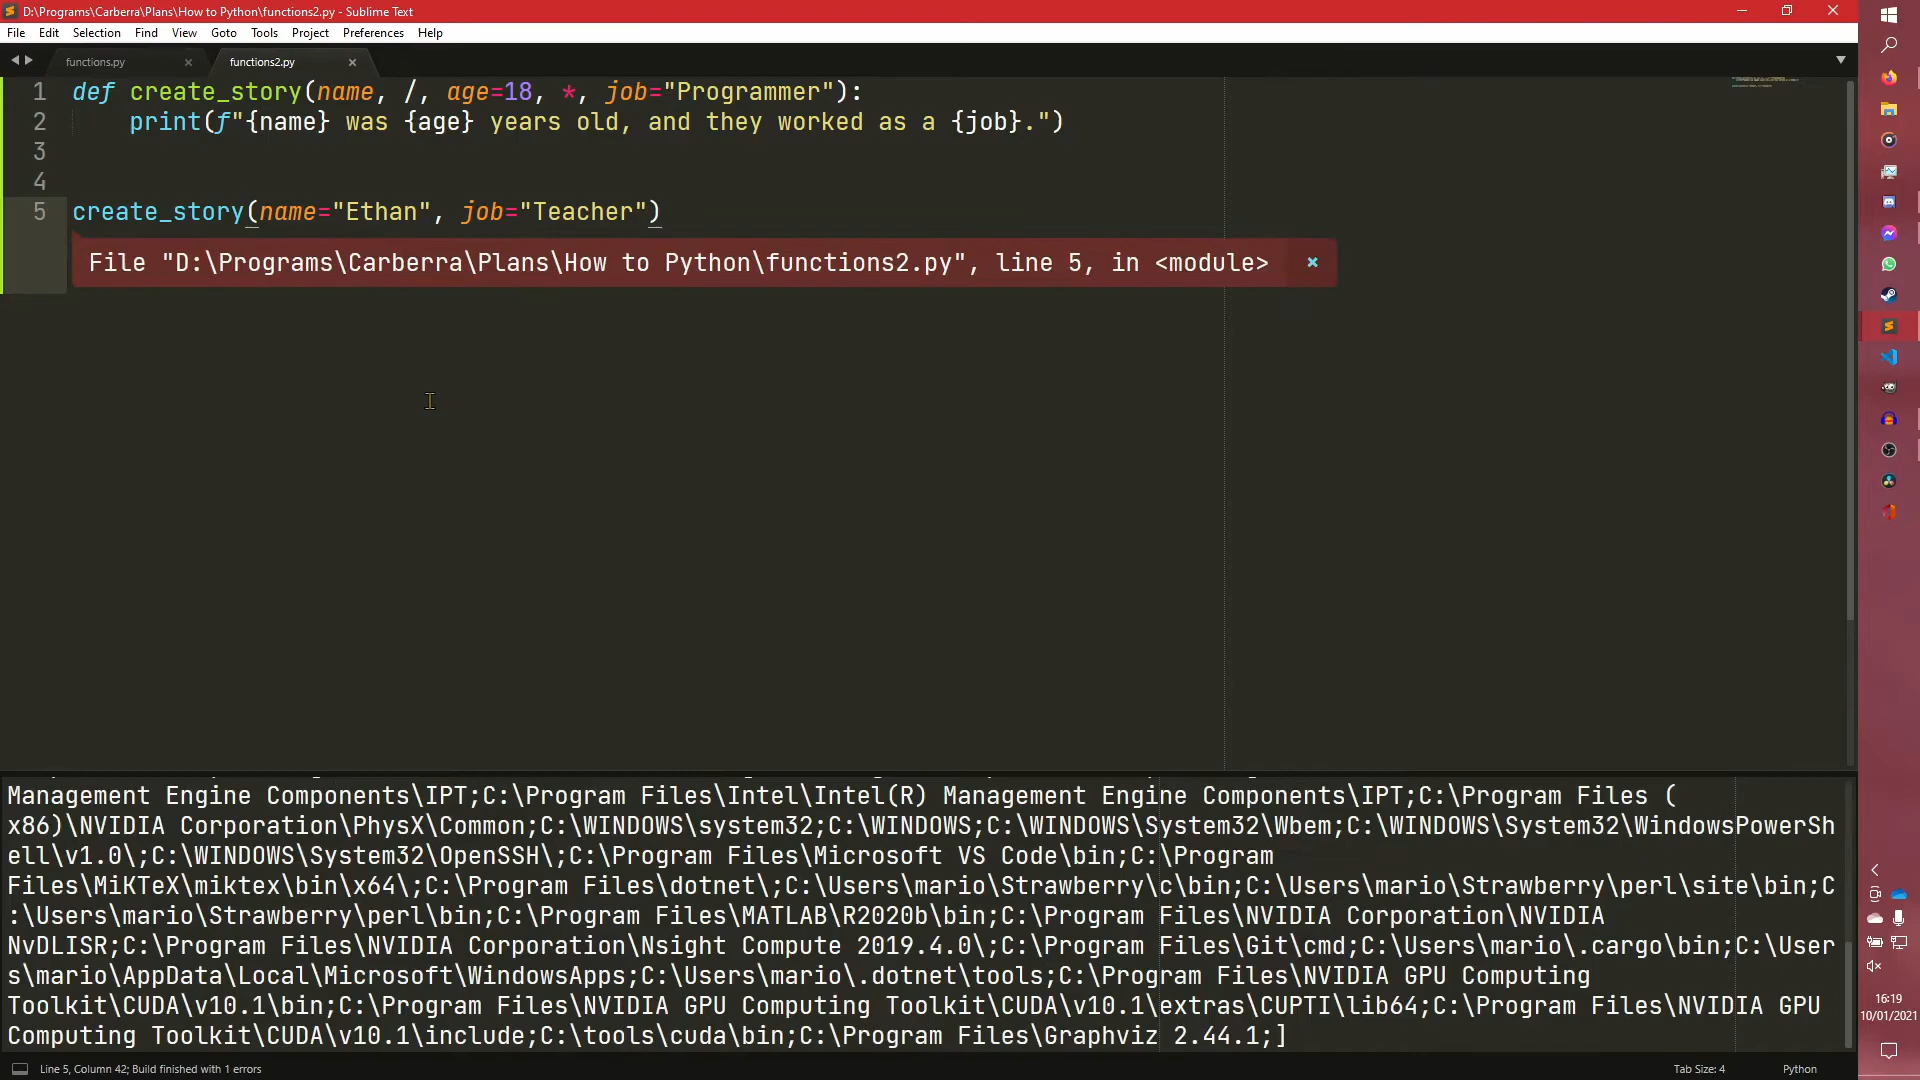 D:\Programs\Carberra\Plans\How to Python\functions2.py - Sublime Text
File Edit Selection Find View Goto Tools Project Preferences Help
functions.py functions2.py
1 def create_story(name, /, age=18, *, job="Programmer"):
2 print(f"{name} was {age} years old, and they worked as a {job}.")
3
4
5 create_story(name="Ethan", job="Teacher")
File "D:\Programs\Carberra\Plans\How to Python\functions2.py", line 5, in <module> ×
Management Engine Components\IPT;C:\Program Files\Intel\Intel(R) Management Engine Components\IPT;C:\Program Files (
x86)\NVIDIA Corporation\PhysX\Common;C:\WINDOWS\system32;C:\WINDOWS;C:\WINDOWS\System32\Wbem;C:\WINDOWS\System32\WindowsPowerSh
ell\v1.0\;C:\WINDOWS\System32\OpenSSH\;C:\Program Files\Microsoft VS Code\bin;C:\Program
Files\MiKTeX\miktex\bin\x64\;C:\Program Files\dotnet\;C:\Users\mario\Strawberry\c\bin;C:\Users\mario\Strawberry\perl\site\bin;C
:\Users\mario\Strawberry\perl\bin;C:\Program Files\MATLAB\R2020b\bin;C:\Program Files\NVIDIA Corporation\NVIDIA
NvDLISR;C:\Program Files\NVIDIA Corporation\Nsight Compute 2019.4.0\;C:\Program Files\Git\cmd;C:\Users\mario\.cargo\bin;C:\User
s\mario\AppData\Local\Microsoft\WindowsApps;C:\Users\mario\.dotnet\tools;C:\Program Files\NVIDIA GPU Computing
Toolkit\CUDA\v10.1\bin;C:\Program Files\NVIDIA GPU Computing Toolkit\CUDA\v10.1\extras\CUPTI\lib64;C:\Program Files\NVIDIA GPU
Computing Toolkit\CUDA\v10.1\include;C:\tools\cuda\bin;C:\Program Files\Graphviz 2.44.1;]
Line 5, Column 42; Build finished with 1 errors
Tab Size: 4
Python
16:19
10/01/2021